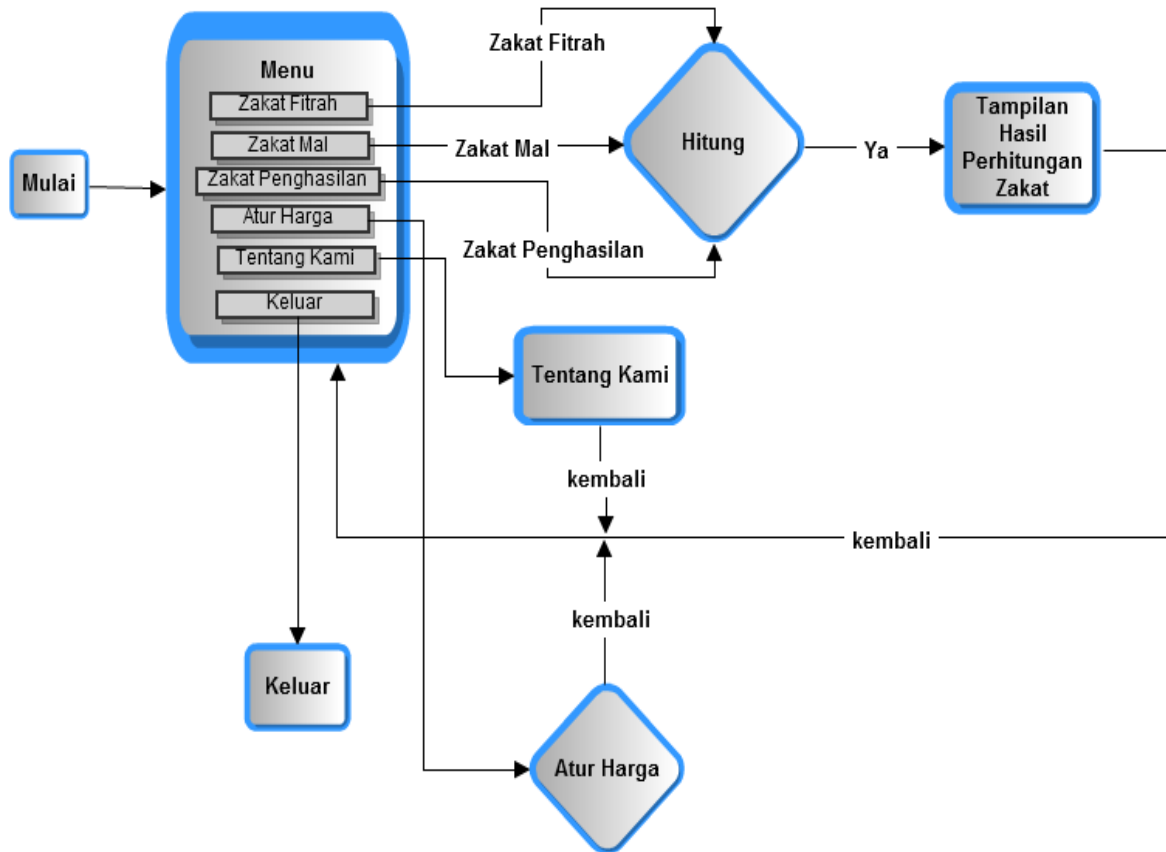 Mulai
Menu
Zakat Fitrah
Zakat Mal
Zakat Penghasilan
Atur Harga
Tentang Kami
Keluar
Zakat Fitrah
Zakat Mal
Zakat Penghasilan
Hitung
Ya
Tampilan
Hasil
Perhitungan
Zakat
Tentang Kami
kembali
kembali
kembali
Keluar
Atur Harga